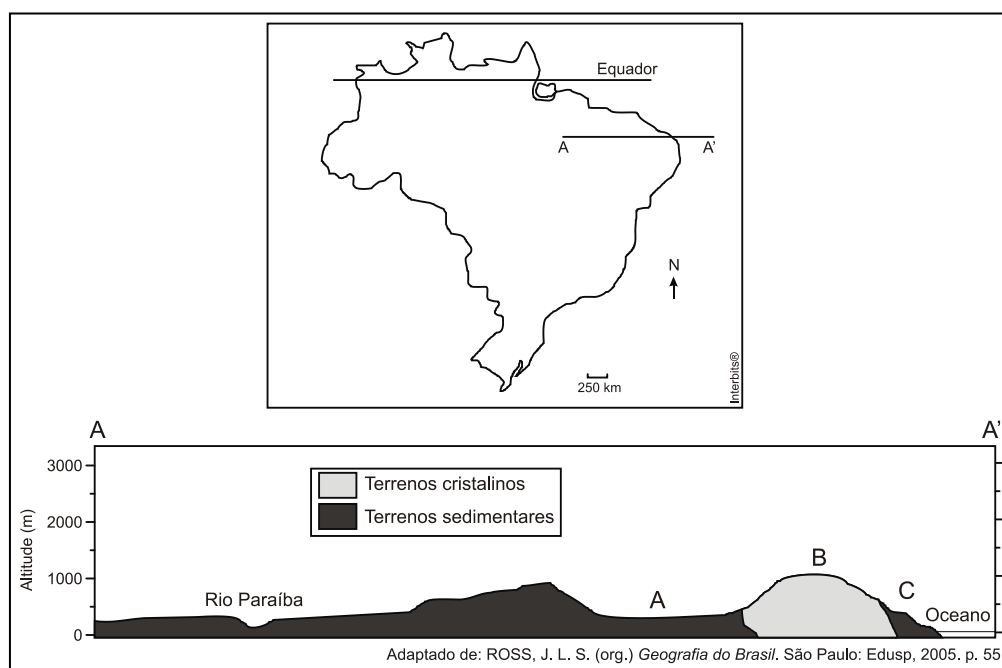 Equador
A A'
N
250 km
Interbits®
A A'
3000
2000
1000
0
Altitude (m)
Terrenos cristalinos
Terrenos sedimentares
Rio Paraíba
A
B
C
Oceano
Adaptado de: ROSS, J. L. S. (org.) Geografia do Brasil. São Paulo: Edusp, 2005. p. 55